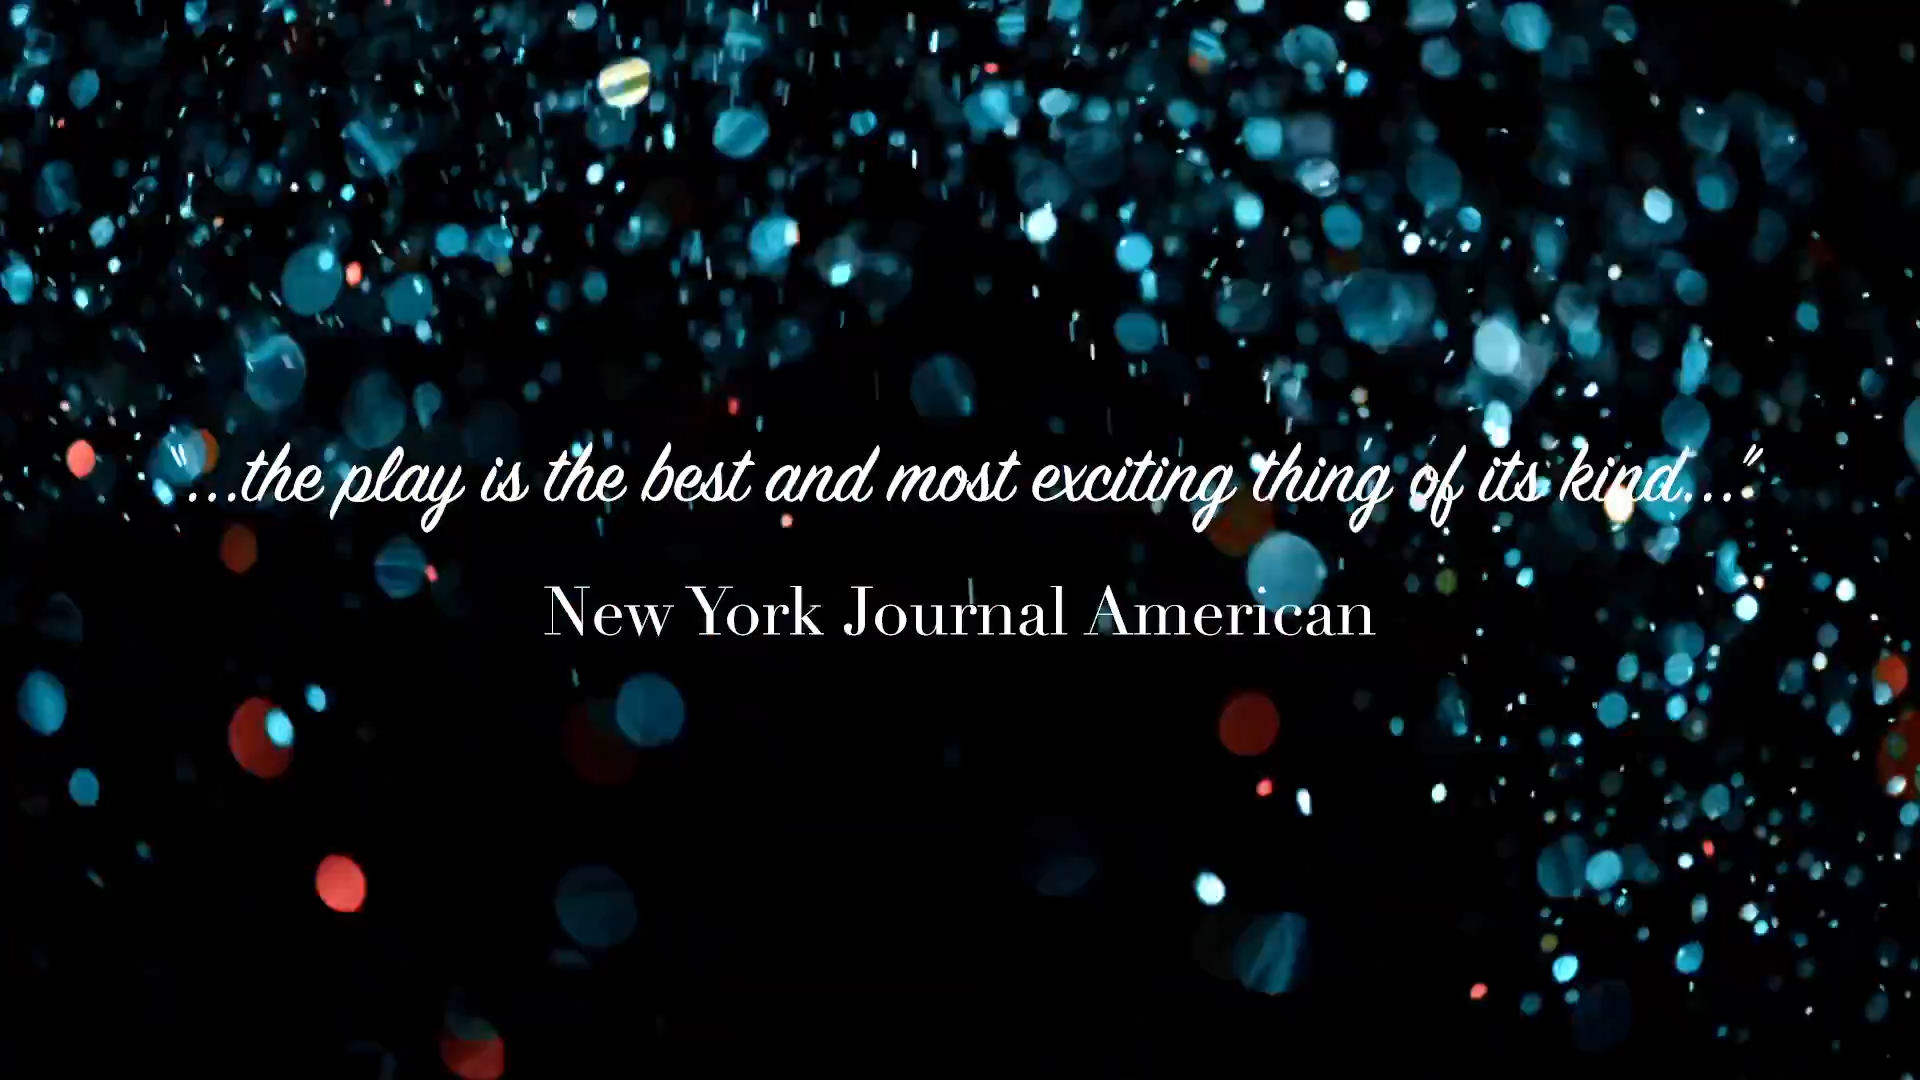 "...the play is the best and most exciting thing of its kind..."
New York Journal American